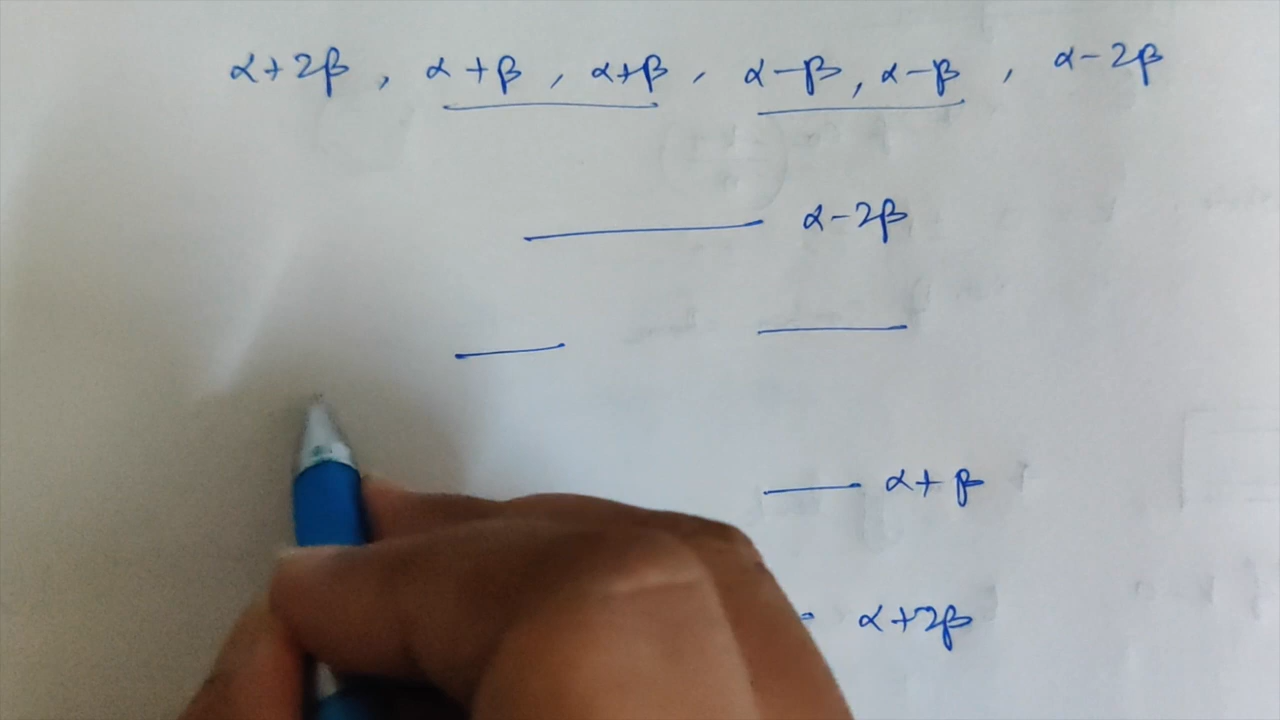 α+2β , α+β , α+β , α-β , α-β , α-2β
α-2β
α+β
α+2β